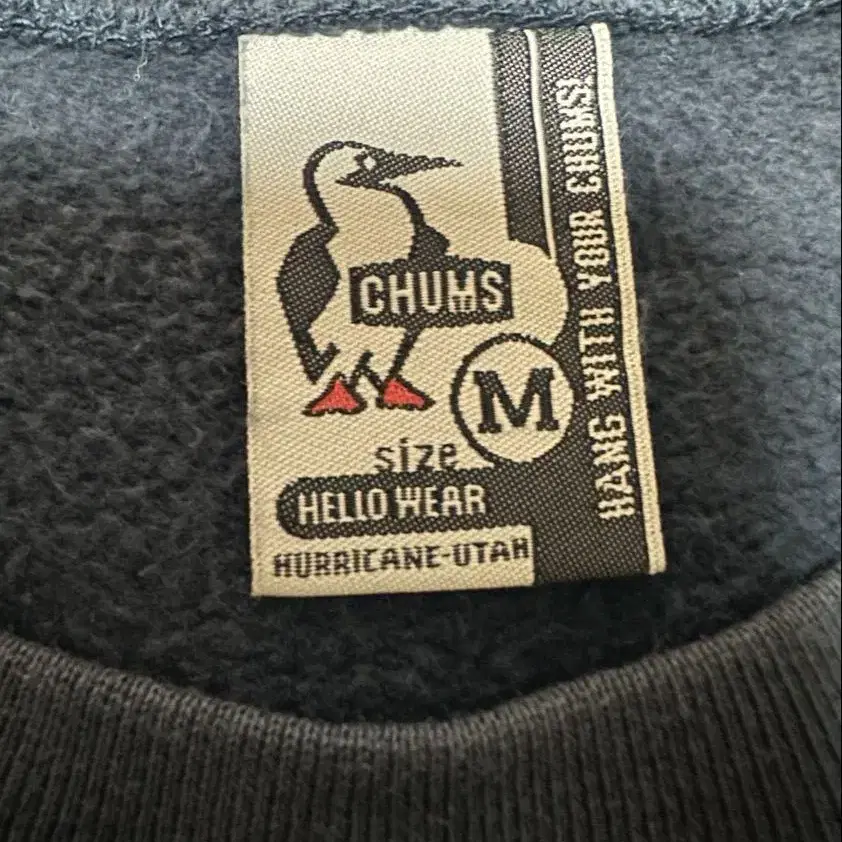 CHUMS
M
size
HELLO WEAR
HURRICANE-UTAH
HANG WITH YOUR CHUMS!